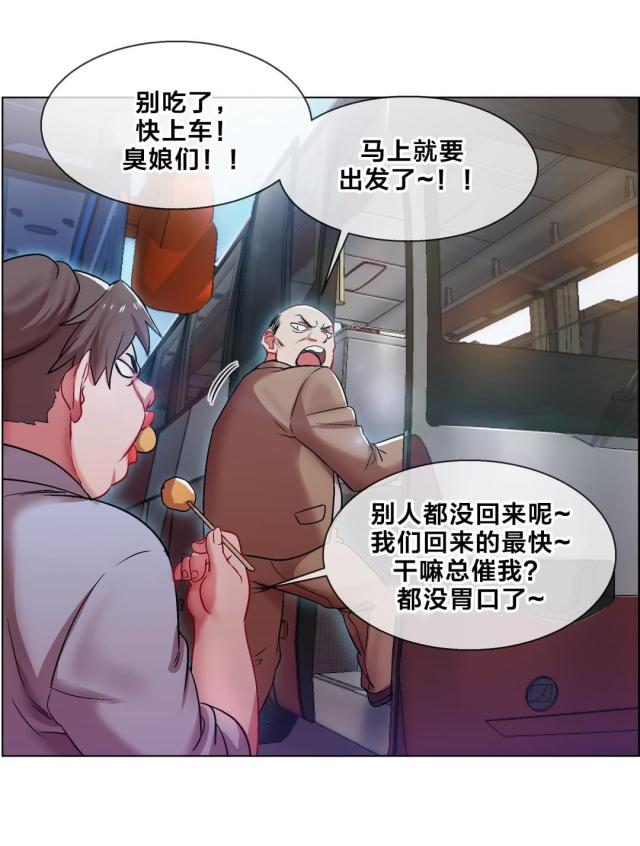 别吃了，
快上车！
臭娘们！！
马上就要
出发了~！！
别人都没回来呢~
我们回来的最快~
干嘛总催我？
都没胃口了~